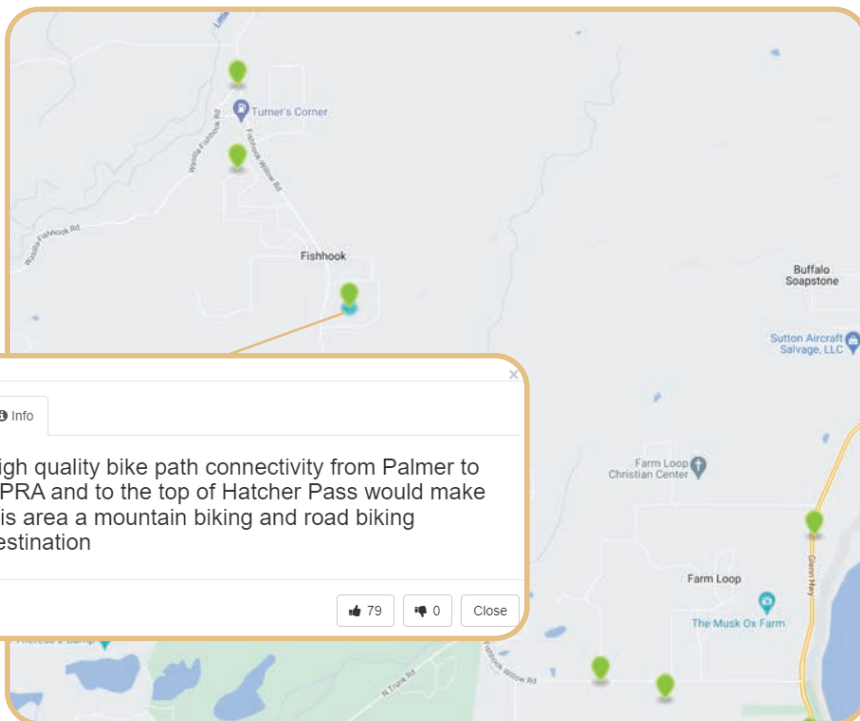 Little
Turner's Corner
Wasilla-Fishhook Rd
Fishhook-Willow Rd
Wasilla-Fishhook Rd
Fishhook
Buffalo
Soapstone
Sutton Aircraft
Salvage, LLC
×
Info
igh quality bike path connectivity from Palmer to
PRA and to the top of Hatcher Pass would make
is area a mountain biking and road biking
estination
79
0
Close
Farm Loop
Christian Center
Glenn Hwy
Farm Loop
The Musk Ox Farm
N Trunk Rd
Fishhook Willow Rd